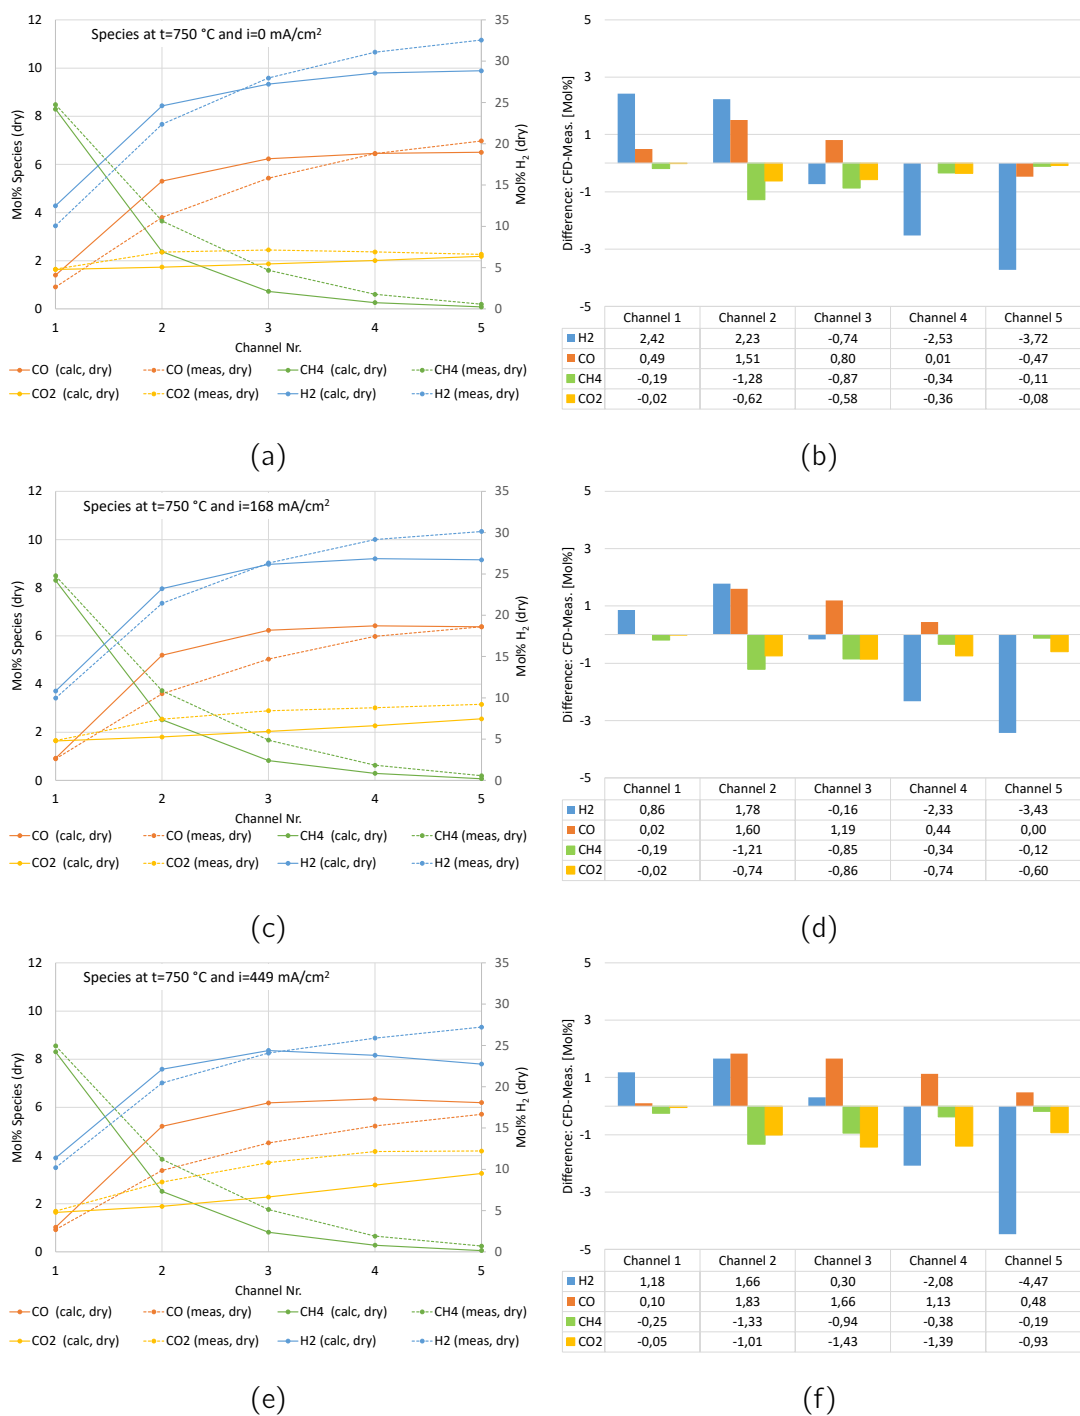 Species at t=750 °C and i=0 mA/cm²
Mol% Species (dry)
12
10
8
6
4
2
0
35
30
25
20
15
10
5
0
Mol% H₂ (dry)
1 2 3 4 5
Channel Nr.
CO (calc, dry) CO (meas, dry) CH4 (calc, dry) CH4 (meas, dry)
CO2 (calc, dry) CO2 (meas, dry) H2 (calc, dry) H2 (meas, dry)
(a)
Difference: CFD-Meas. [Mol%]
5
3
1
-1
-3
-5
Channel 1 Channel 2 Channel 3 Channel 4 Channel 5
H2 2,42 2,23 -0,74 -2,53 -3,72
CO 0,49 1,51 0,80 0,01 -0,47
CH4 -0,19 -1,28 -0,87 -0,34 -0,11
CO2 -0,02 -0,62 -0,58 -0,36 -0,08
(b)
Species at t=750 °C and i=168 mA/cm²
Mol% Species (dry)
12
10
8
6
4
2
0
35
30
25
20
15
10
5
0
Mol% H₂ (dry)
1 2 3 4 5
Channel Nr.
CO (calc, dry) CO (meas, dry) CH4 (calc, dry) CH4 (meas, dry)
CO2 (calc, dry) CO2 (meas, dry) H2 (calc, dry) H2 (meas, dry)
(c)
Difference: CFD-Meas. [Mol%]
5
3
1
-1
-3
-5
Channel 1 Channel 2 Channel 3 Channel 4 Channel 5
H2 0,86 1,78 -0,16 -2,33 -3,43
CO 0,02 1,60 1,19 0,44 0,00
CH4 -0,19 -1,21 -0,85 -0,34 -0,12
CO2 -0,02 -0,74 -0,86 -0,74 -0,60
(d)
Species at t=750 °C and i=449 mA/cm²
Mol% Species (dry)
12
10
8
6
4
2
0
35
30
25
20
15
10
5
0
Mol% H₂ (dry)
1 2 3 4 5
Channel Nr.
CO (calc, dry) CO (meas, dry) CH4 (calc, dry) CH4 (meas, dry)
CO2 (calc, dry) CO2 (meas, dry) H2 (calc, dry) H2 (meas, dry)
(e)
Difference: CFD-Meas. [Mol%]
5
3
1
-1
-3
-5
Channel 1 Channel 2 Channel 3 Channel 4 Channel 5
H2 1,18 1,66 0,30 -2,08 -4,47
CO 0,10 1,83 1,66 1,13 0,48
CH4 -0,25 -1,33 -0,94 -0,38 -0,19
CO2 -0,05 -1,01 -1,43 -1,39 -0,93
(f)